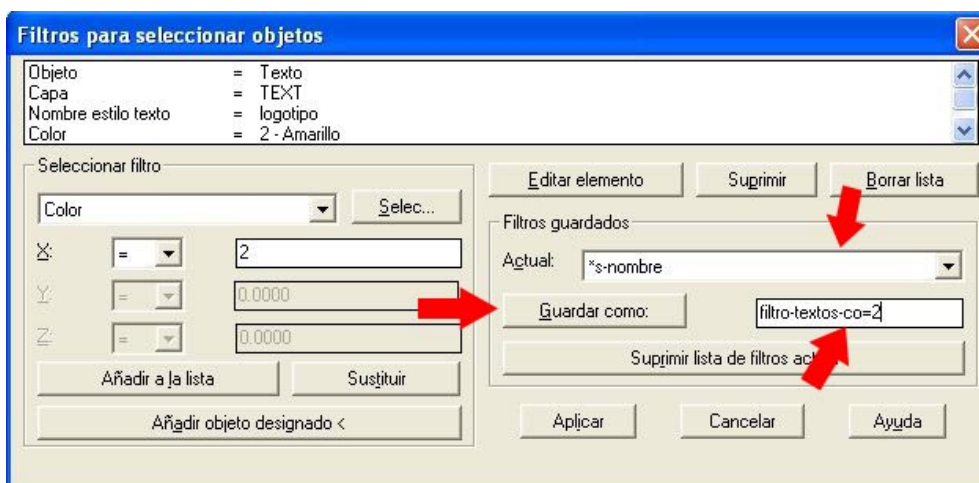 Filtros para seleccionar objetos
Objeto = Texto
Capa = TEXT
Nombre estilo texto = logotipo
Color = 2 - Amarillo
Seleccionar filtro
Color
Selec...
X: = 2
Y: = 0.0000
Z: = 0.0000
Añadir a la lista
Sustituir
Añadir objeto designado <
Editar elemento
Suprimir
Borrar lista
Filtros guardados
Actual: *s-nombre
Guardar como: filtro-textos-co=2
Suprimir lista de filtros
Aplicar
Cancelar
Ayuda